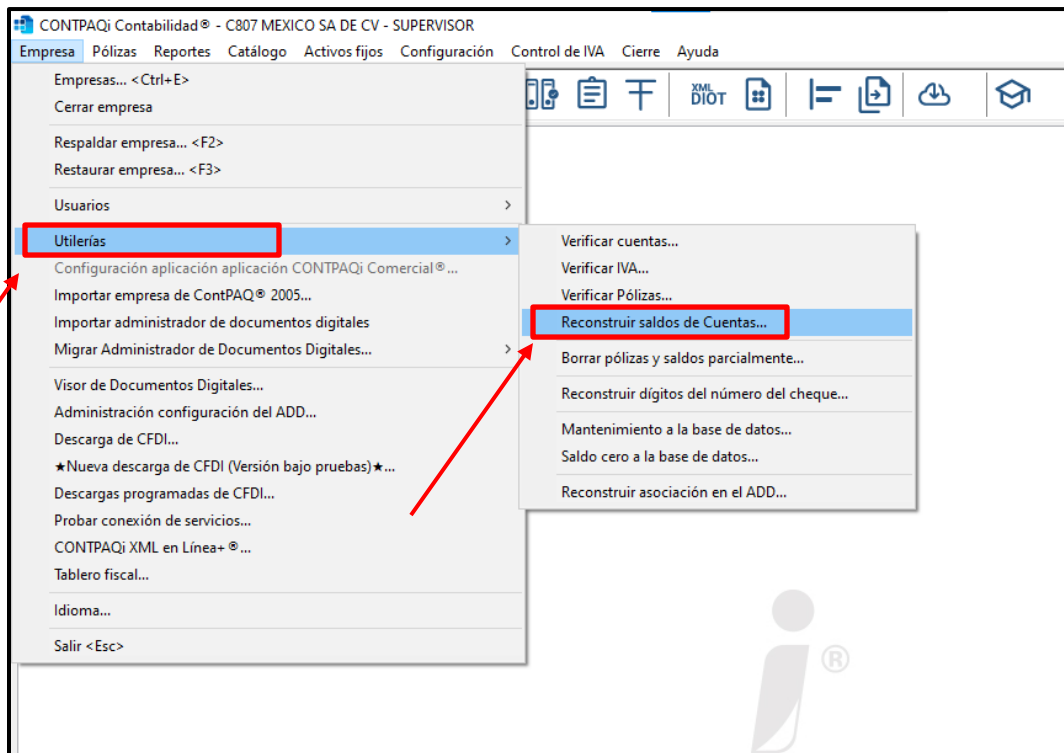 CONTPAQi Contabilidad® - C807 MEXICO SA DE CV - SUPERVISOR
Empresa Pólizas Reportes Catálogo Activos fijos Configuración Control de IVA Cierre Ayuda
XML
DIOT
Empresas... <Ctrl+E>
Cerrar empresa
Respaldar empresa... <F2>
Restaurar empresa... <F3>
Usuarios
Utilerías
Configuración aplicación aplicación CONTPAQi Comercial®...
Importar empresa de ContPAQ® 2005...
Importar administrador de documentos digitales
Migrar Administrador de Documentos Digitales...
Visor de Documentos Digitales...
Administración configuración del ADD...
Descarga de CFDI...
★Nueva descarga de CFDI (Versión bajo pruebas)★...
Descargas programadas de CFDI...
Probar conexión de servicios...
CONTPAQi XML en Línea+ ®...
Tablero fiscal...
Idioma...
Salir <Esc>
Verificar cuentas...
Verificar IVA...
Verificar Pólizas...
Reconstruir saldos de Cuentas...
Borrar pólizas y saldos parcialmente...
Reconstruir dígitos del número del cheque...
Mantenimiento a la base de datos...
Saldo cero a la base de datos...
Reconstruir asociación en el ADD...
i®